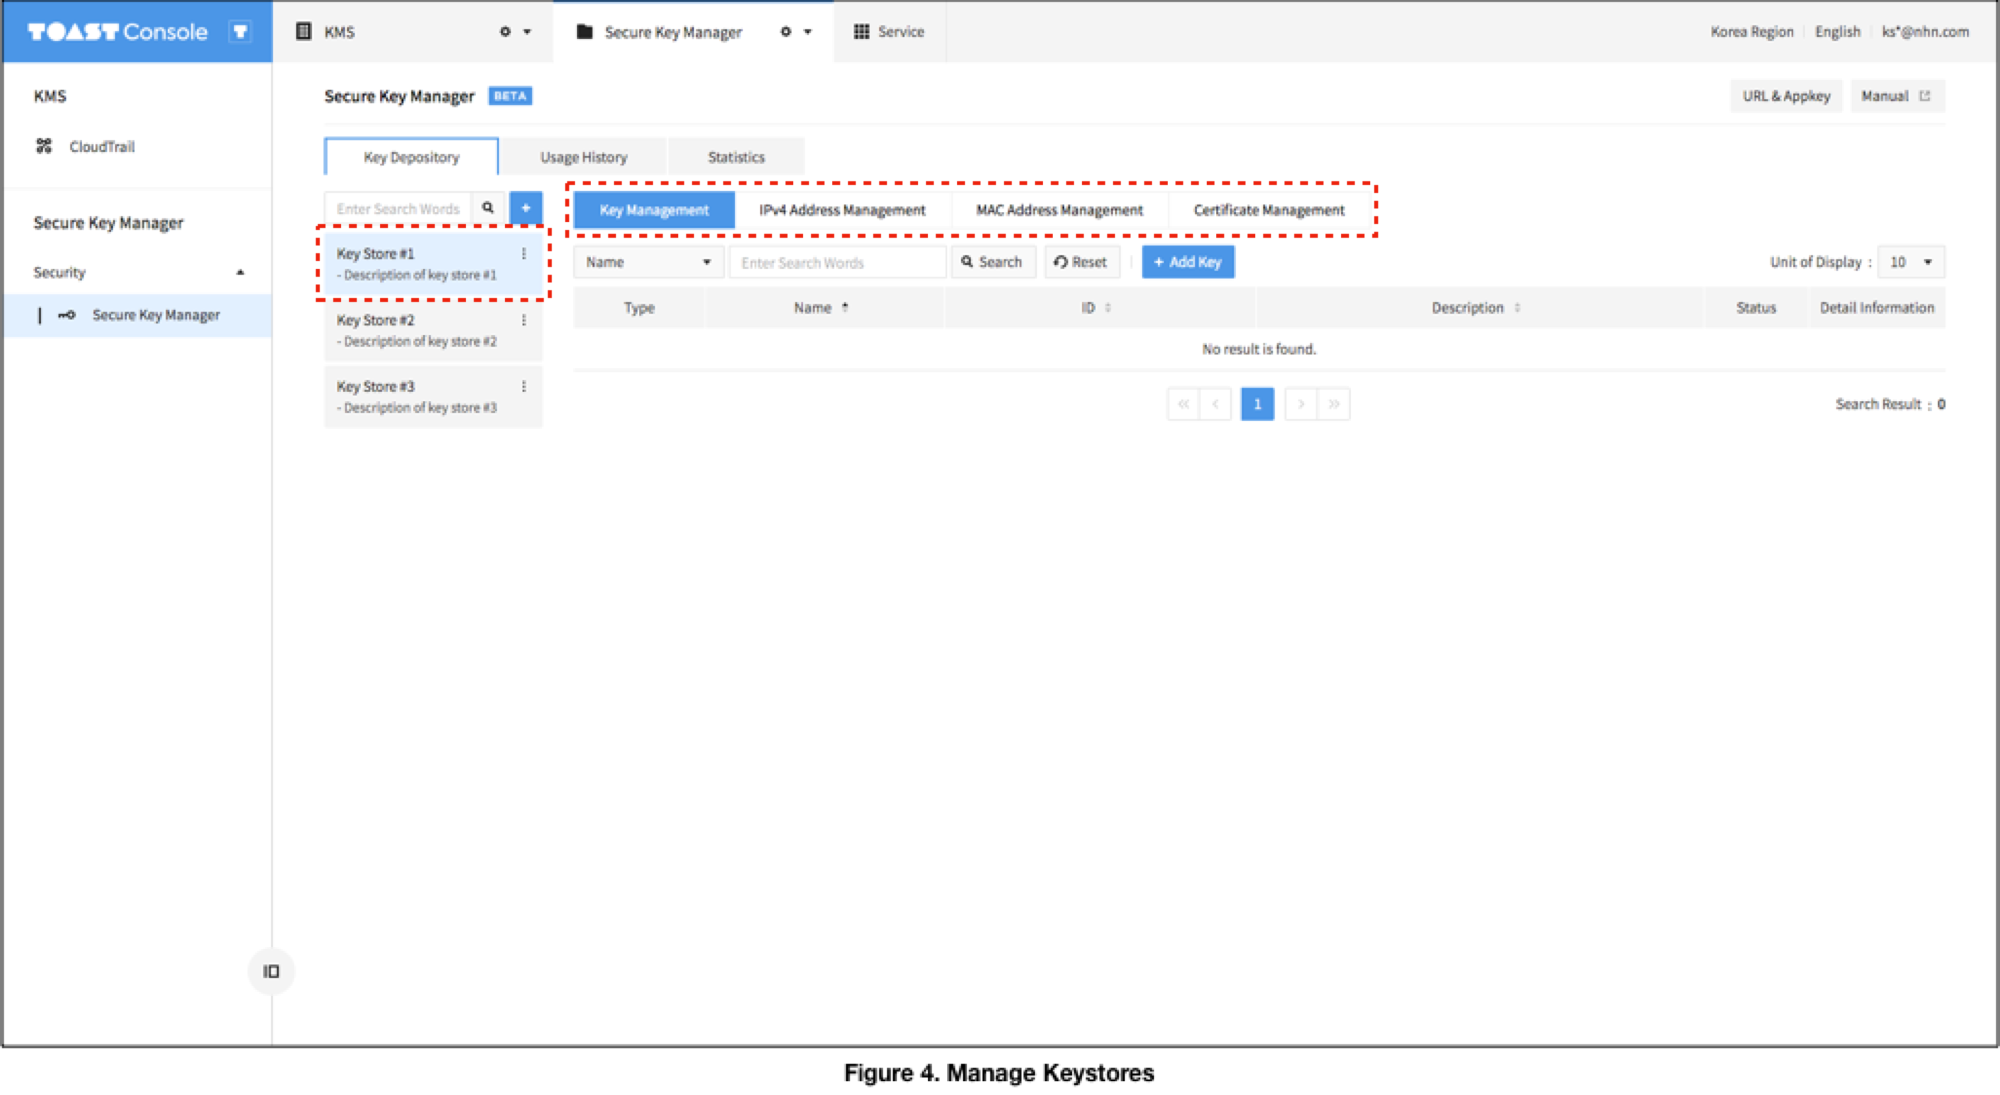 TOAST Console
KMS
Secure Key Manager
Service
Korea Region
English
ks*@nhn.com
KMS
CloudTrail
Secure Key Manager
Security
Secure Key Manager
Secure Key Manager BETA
URL & Appkey
Manual
Key Depository
Usage History
Statistics
Enter Search Words
+
Key Store #1
- Description of key store #1
Key Store #2
- Description of key store #2
Key Store #3
- Description of key store #3
Key Management
IPv4 Address Management
MAC Address Management
Certificate Management
Name
Enter Search Words
Search
Reset
+ Add Key
Unit of Display : 10
Type
Name
ID
Description
Status
Detail Information
No result is found.
« ‹ 1 › »
Search Result : 0
Figure 4. Manage Keystores